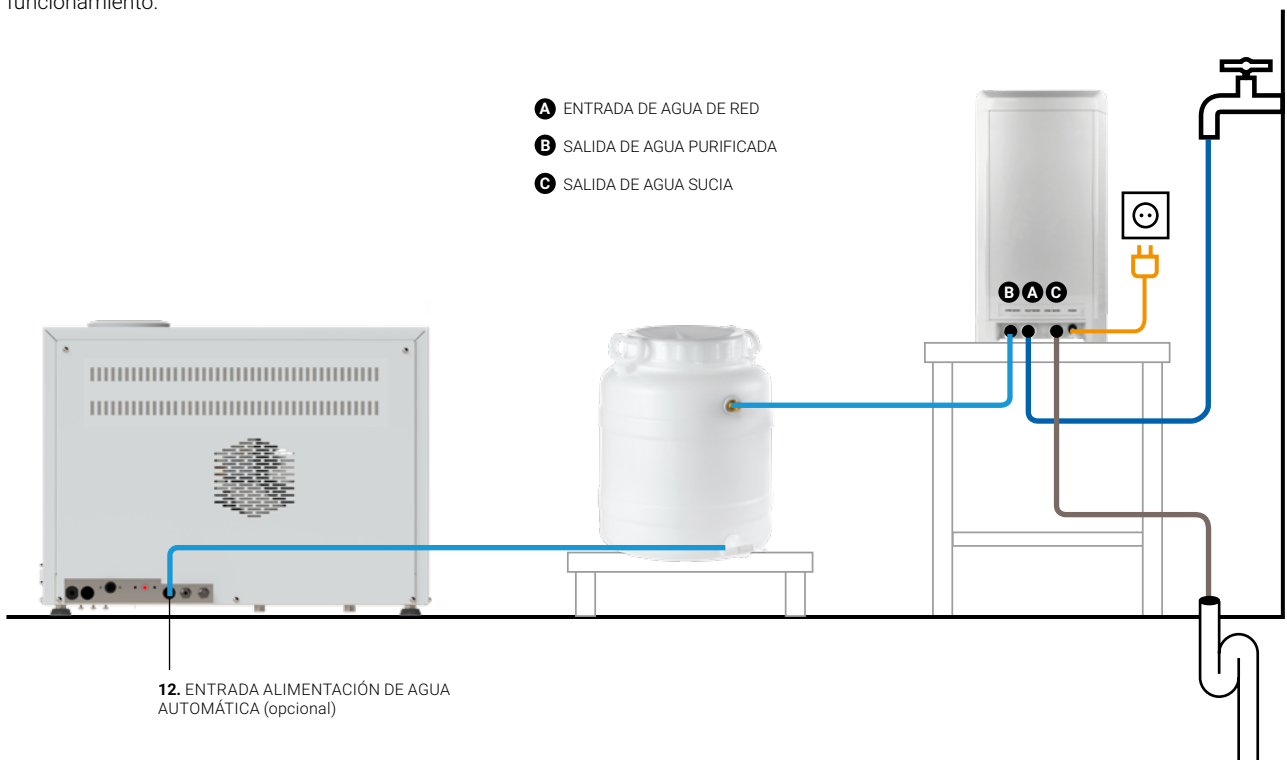 funcionamiento.
A ENTRADA DE AGUA DE RED
B SALIDA DE AGUA PURIFICADA
C SALIDA DE AGUA SUCIA
B A C
12. ENTRADA ALIMENTACIÓN DE AGUA
AUTOMÁTICA (opcional)